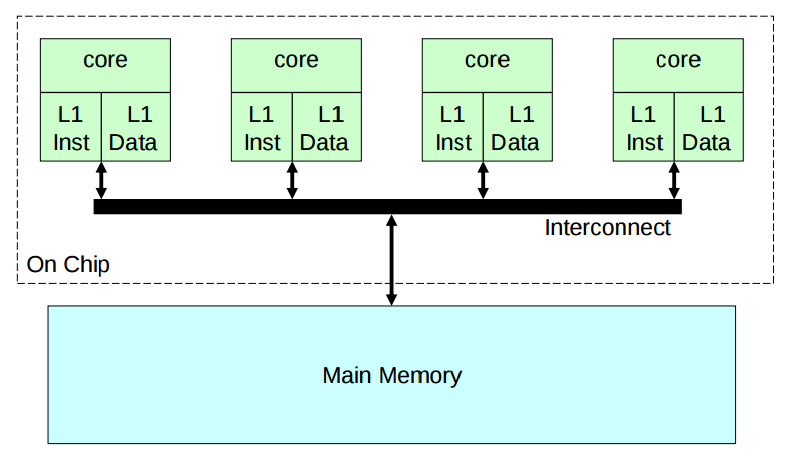 core
core
core
core
L1 Inst
L1 Data
L1 Inst
L1 Data
L1 Inst
L1 Data
L1 Inst
L1 Data
Interconnect
On Chip
Main Memory